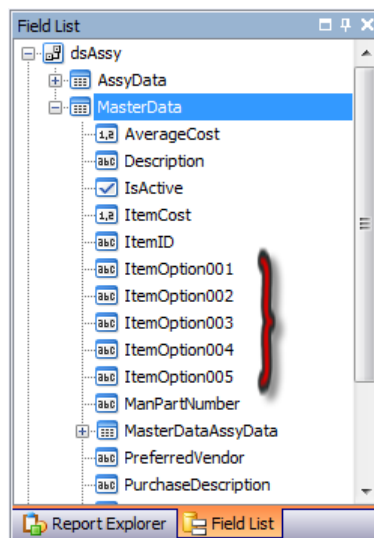 Field List
dsAssy
AssyData
MasterData
1,2 AverageCost
abc Description
IsActive
1,2 ItemCost
abc ItemID
abc ItemOption001
abc ItemOption002
abc ItemOption003
abc ItemOption004
abc ItemOption005
abc ManPartNumber
MasterDataAssyData
abc PreferredVendor
abc PurchaseDescription
Report Explorer Field List